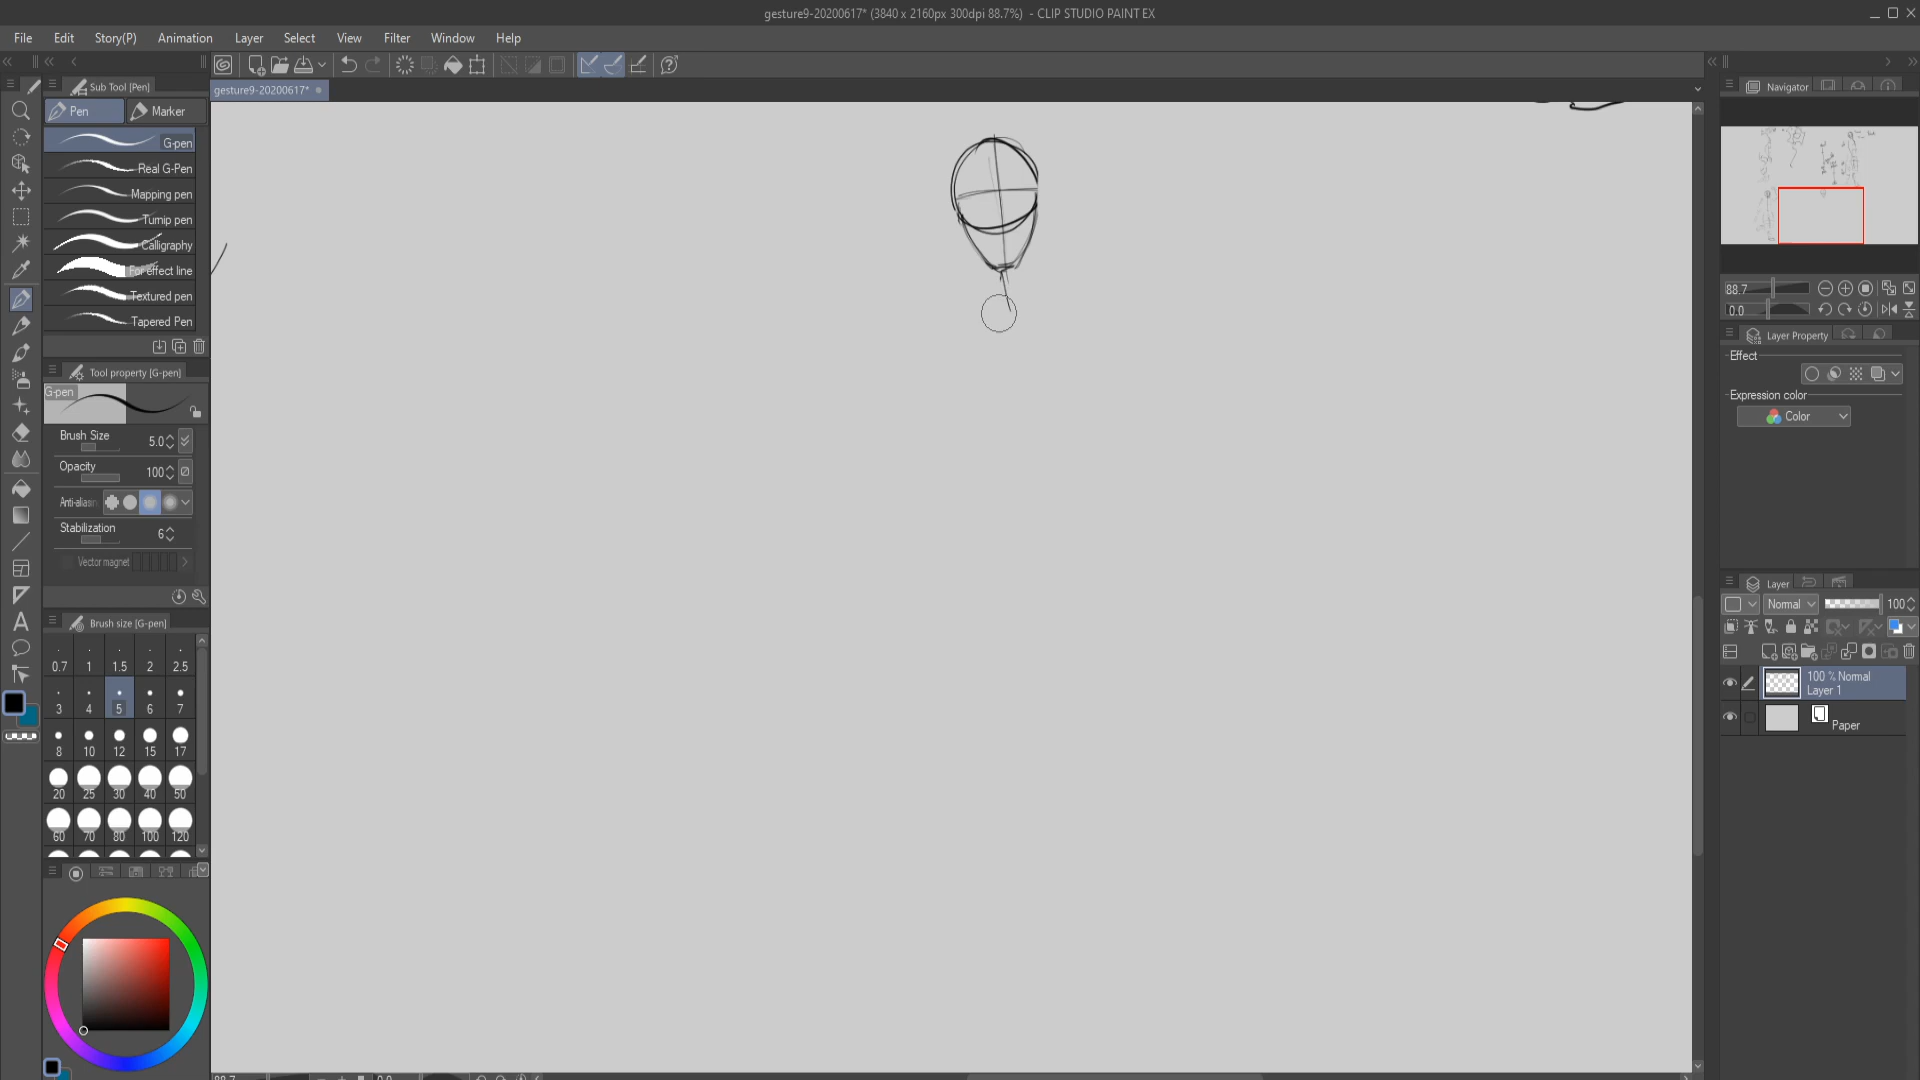 gesture9-20200617* (3840 x 2160px 300dpi 88.7%) - CLIP STUDIO PAINT EX
File Edit Story(P) Animation Layer Select View Filter Window Help
Sub Tool [Pen]
gesture9-20200617*
Pen Marker
G-pen
Real G-Pen
Mapping pen
Turnip pen
Calligraphy
For effect line
Textured pen
Tapered Pen
Tool property [G-pen]
G-pen
Brush Size 5.0
Opacity 100
Anti-aliasin
Stabilization 6
Vector magnet
Brush size [G-pen]
0.7 1 1.5 2 2.5
3 4 5 6 7
8 10 12 15 17
20 25 30 40 50
60 70 80 100 120
88.7 0.0
Navigator
88.7
0.0
Layer Property
Effect
Expression color
Color
Layer
Normal 100
100 % Normal
Layer 1
Paper